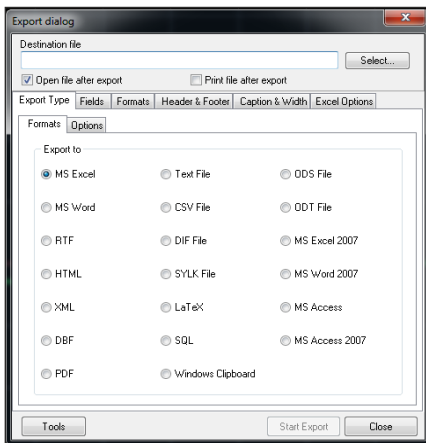 Export dialog
Destination file
Select...
Open file after export Print file after export
Export Type Fields Formats Header & Footer Caption & Width Excel Options
Formats Options
Export to
MS Excel Text File ODS File
MS Word CSV File ODT File
RTF DIF File MS Excel 2007
HTML SYLK File MS Word 2007
XML LaTeX MS Access
DBF SQL MS Access 2007
PDF Windows Clipboard
Tools Start Export Close